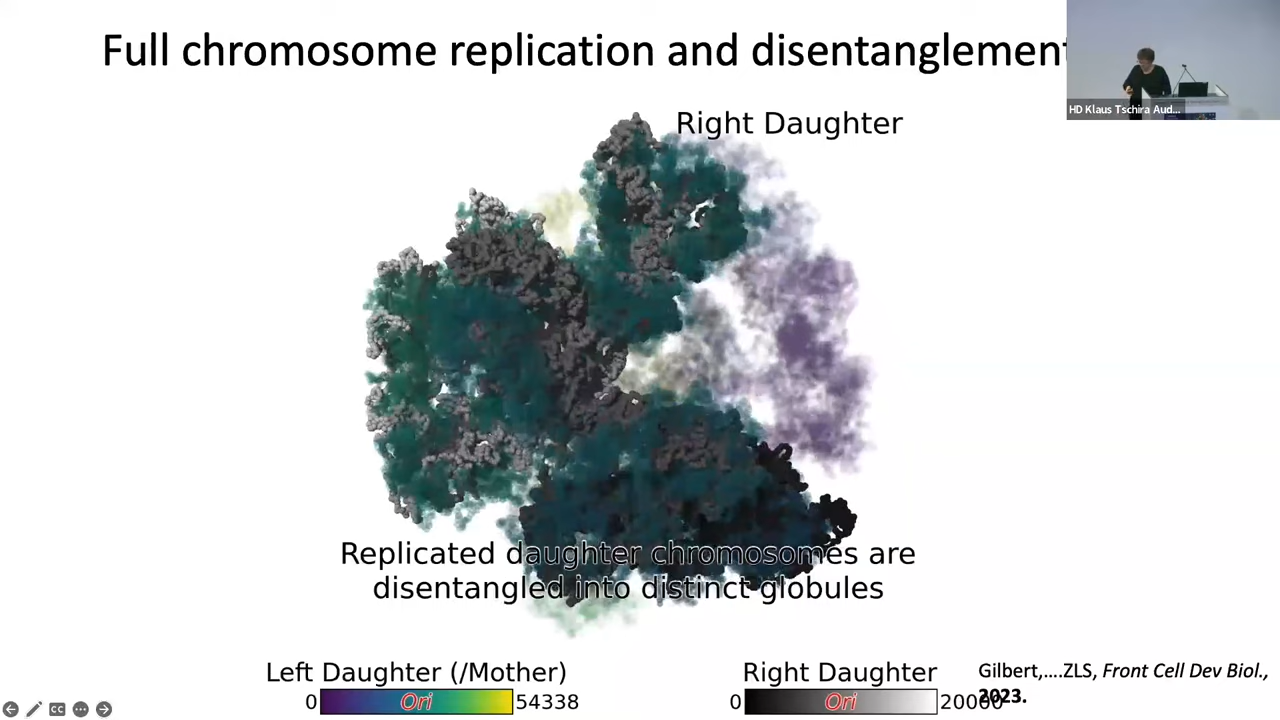 Full chromosome replication and disentanglement
HD Klaus Tschira Aud...
Right Daughter
Replicated daughter chromosomes are
disentangled into distinct globules
Left Daughter (/Mother)
0 Ori 54338
Right Daughter
0 Ori 20000
Gilbert,....ZLS, Front Cell Dev Biol.,
2023.
CC